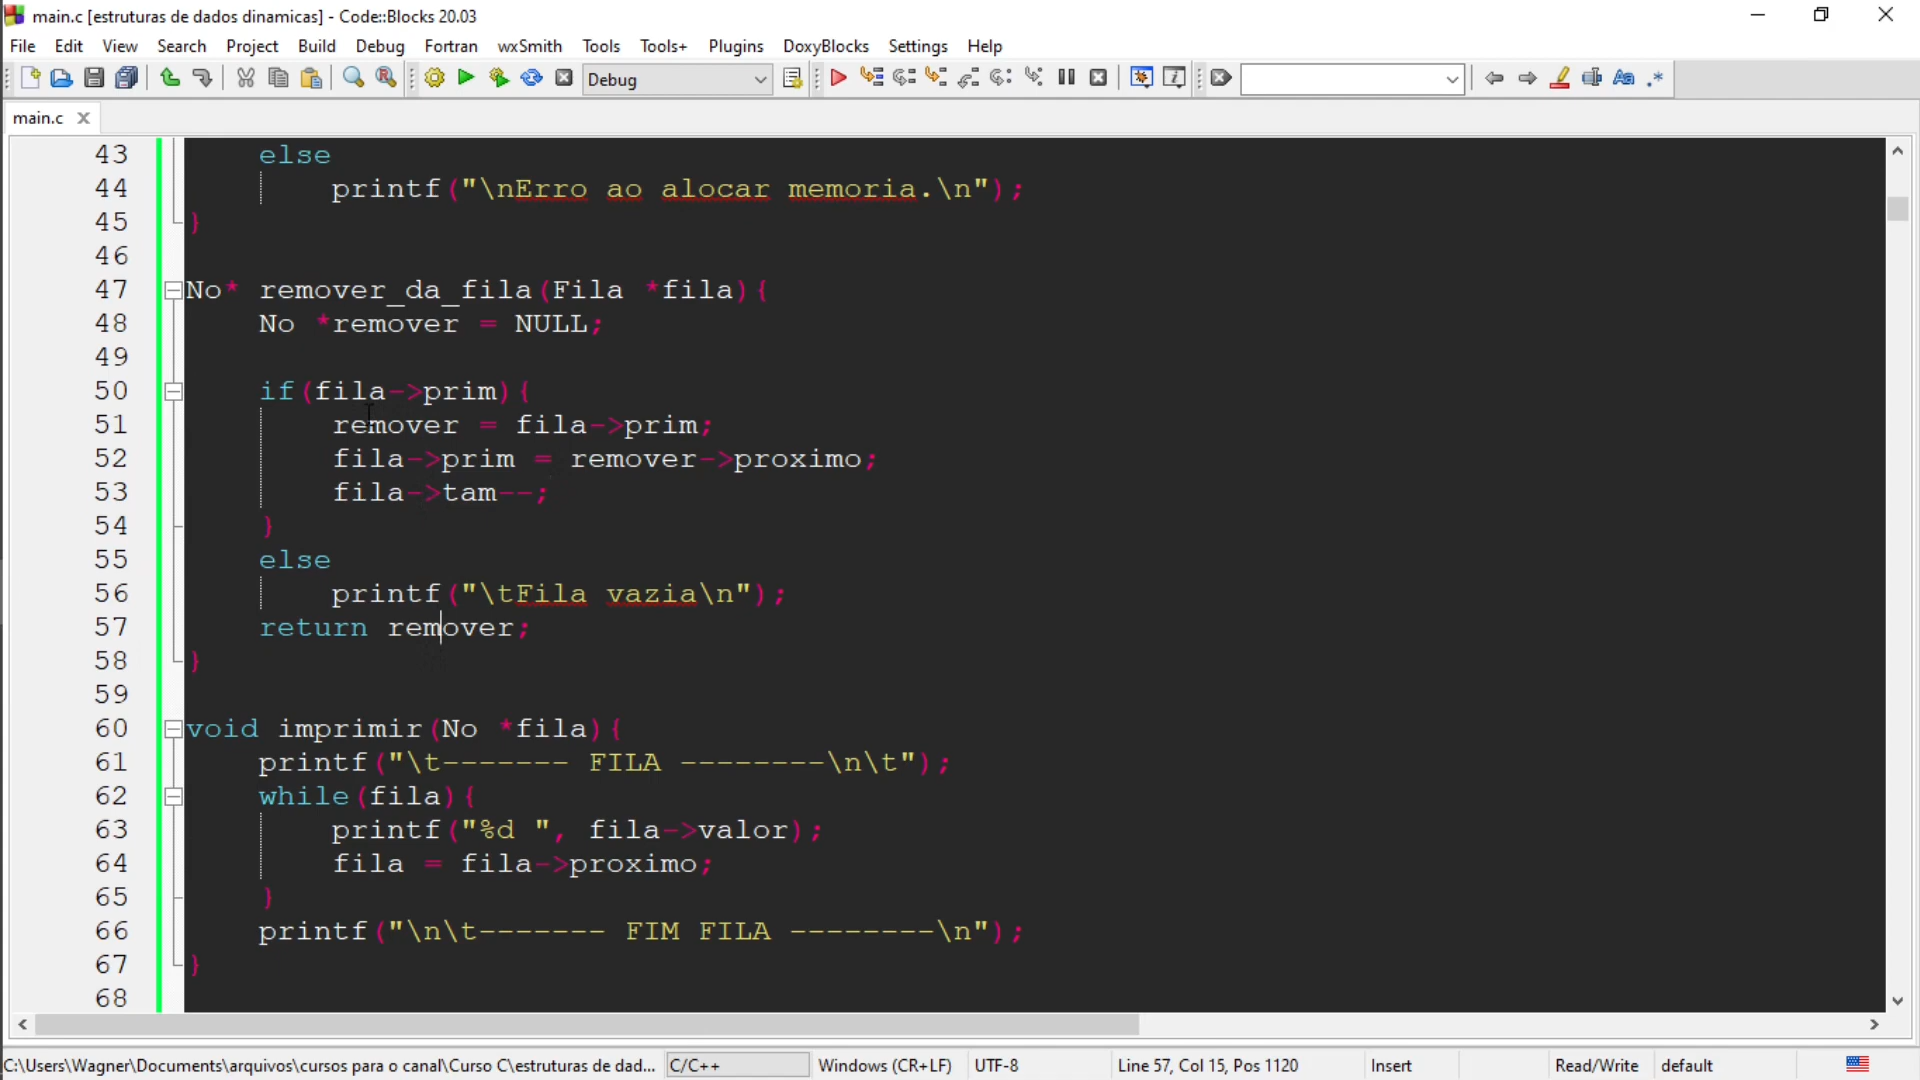 main.c [estruturas de dados dinamicas] - Code::Blocks 20.03
File Edit View Search Project Build Debug Fortran wxSmith Tools Tools+ Plugins DoxyBlocks Settings Help
Debug
main.c
43 else
44 printf("\nErro ao alocar memoria.\n");
45 }
46
47 No* remover_da_fila(Fila *fila){
48 No *remover = NULL;
49
50 if(fila->prim){
51 remover = fila->prim;
52 fila->prim = remover->proximo;
53 fila->tam--;
54 }
55 else
56 printf("\tFila vazia\n");
57 return remover;
58 }
59
60 void imprimir(No *fila){
61 printf("\t------- FILA --------\n\t");
62 while(fila){
63 printf("%d ", fila->valor);
64 fila = fila->proximo;
65 }
66 printf("\n\t------- FIM FILA --------\n");
67 }
68
C:\Users\Wagner\Documents\arquivos\cursos para o canal\Curso C\estruturas de dad... C/C++ Windows (CR+LF) UTF-8 Line 57, Col 15, Pos 1120 Insert Read/Write default